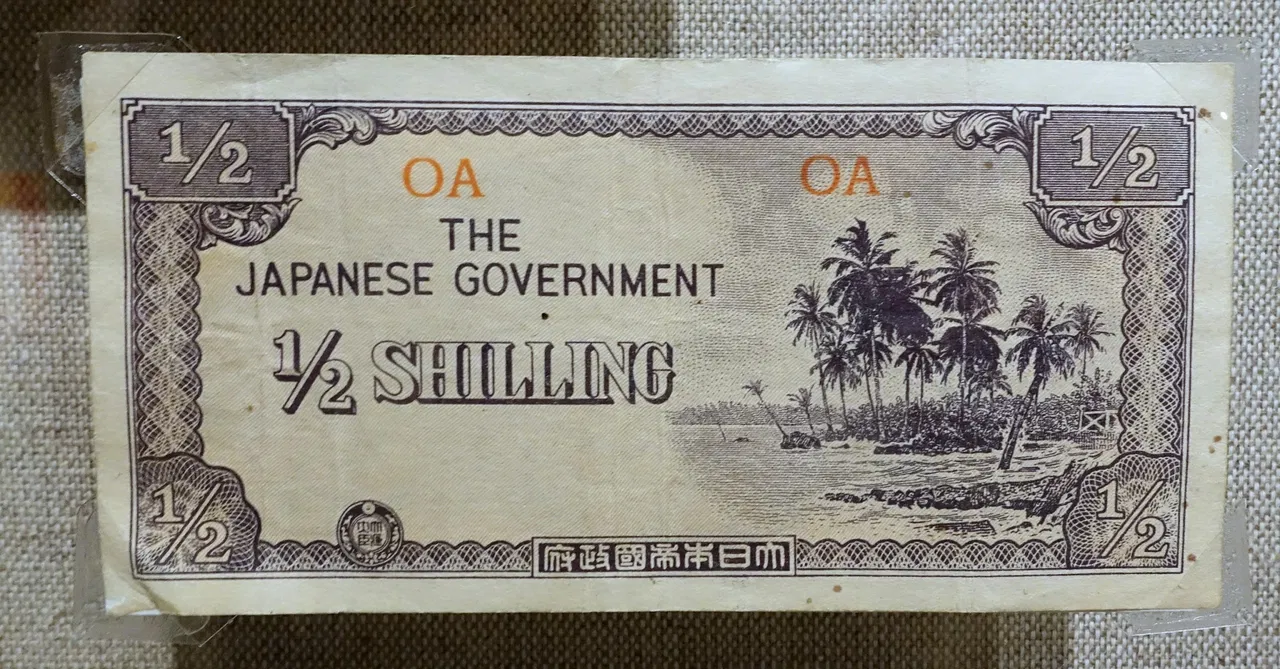 1/2 1/2
OA OA
THE
JAPANESE GOVERNMENT
1/2 SHILLING
1/2 1/2
大日本帝國政府